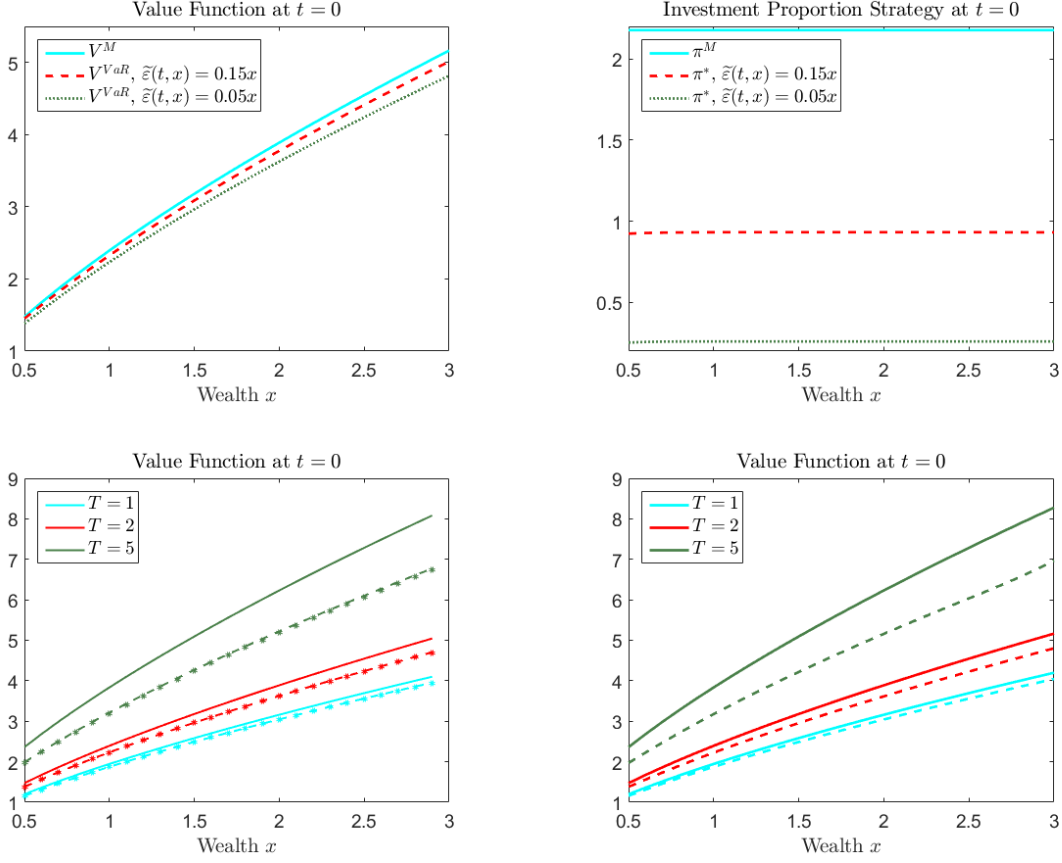 Value Function at t = 0
V^M
V^{VaR}, ε̃(t, x) = 0.15x
V^{VaR}, ε̃(t, x) = 0.05x
5
4
3
2
1
0.5 1 1.5 2 2.5 3
Wealth x
Investment Proportion Strategy at t = 0
π^M
π^*, ε̃(t, x) = 0.15x
π^*, ε̃(t, x) = 0.05x
2
1
0.5
0.5 1 1.5 2 2.5 3
Wealth x
Value Function at t = 0
T = 1
T = 2
T = 5
9
8
7
6
5
4
3
2
1
0.5 1 1.5 2 2.5 3
Wealth x
Value Function at t = 0
T = 1
T = 2
T = 5
9
8
7
6
5
4
3
2
1
0.5 1 1.5 2 2.5 3
Wealth x